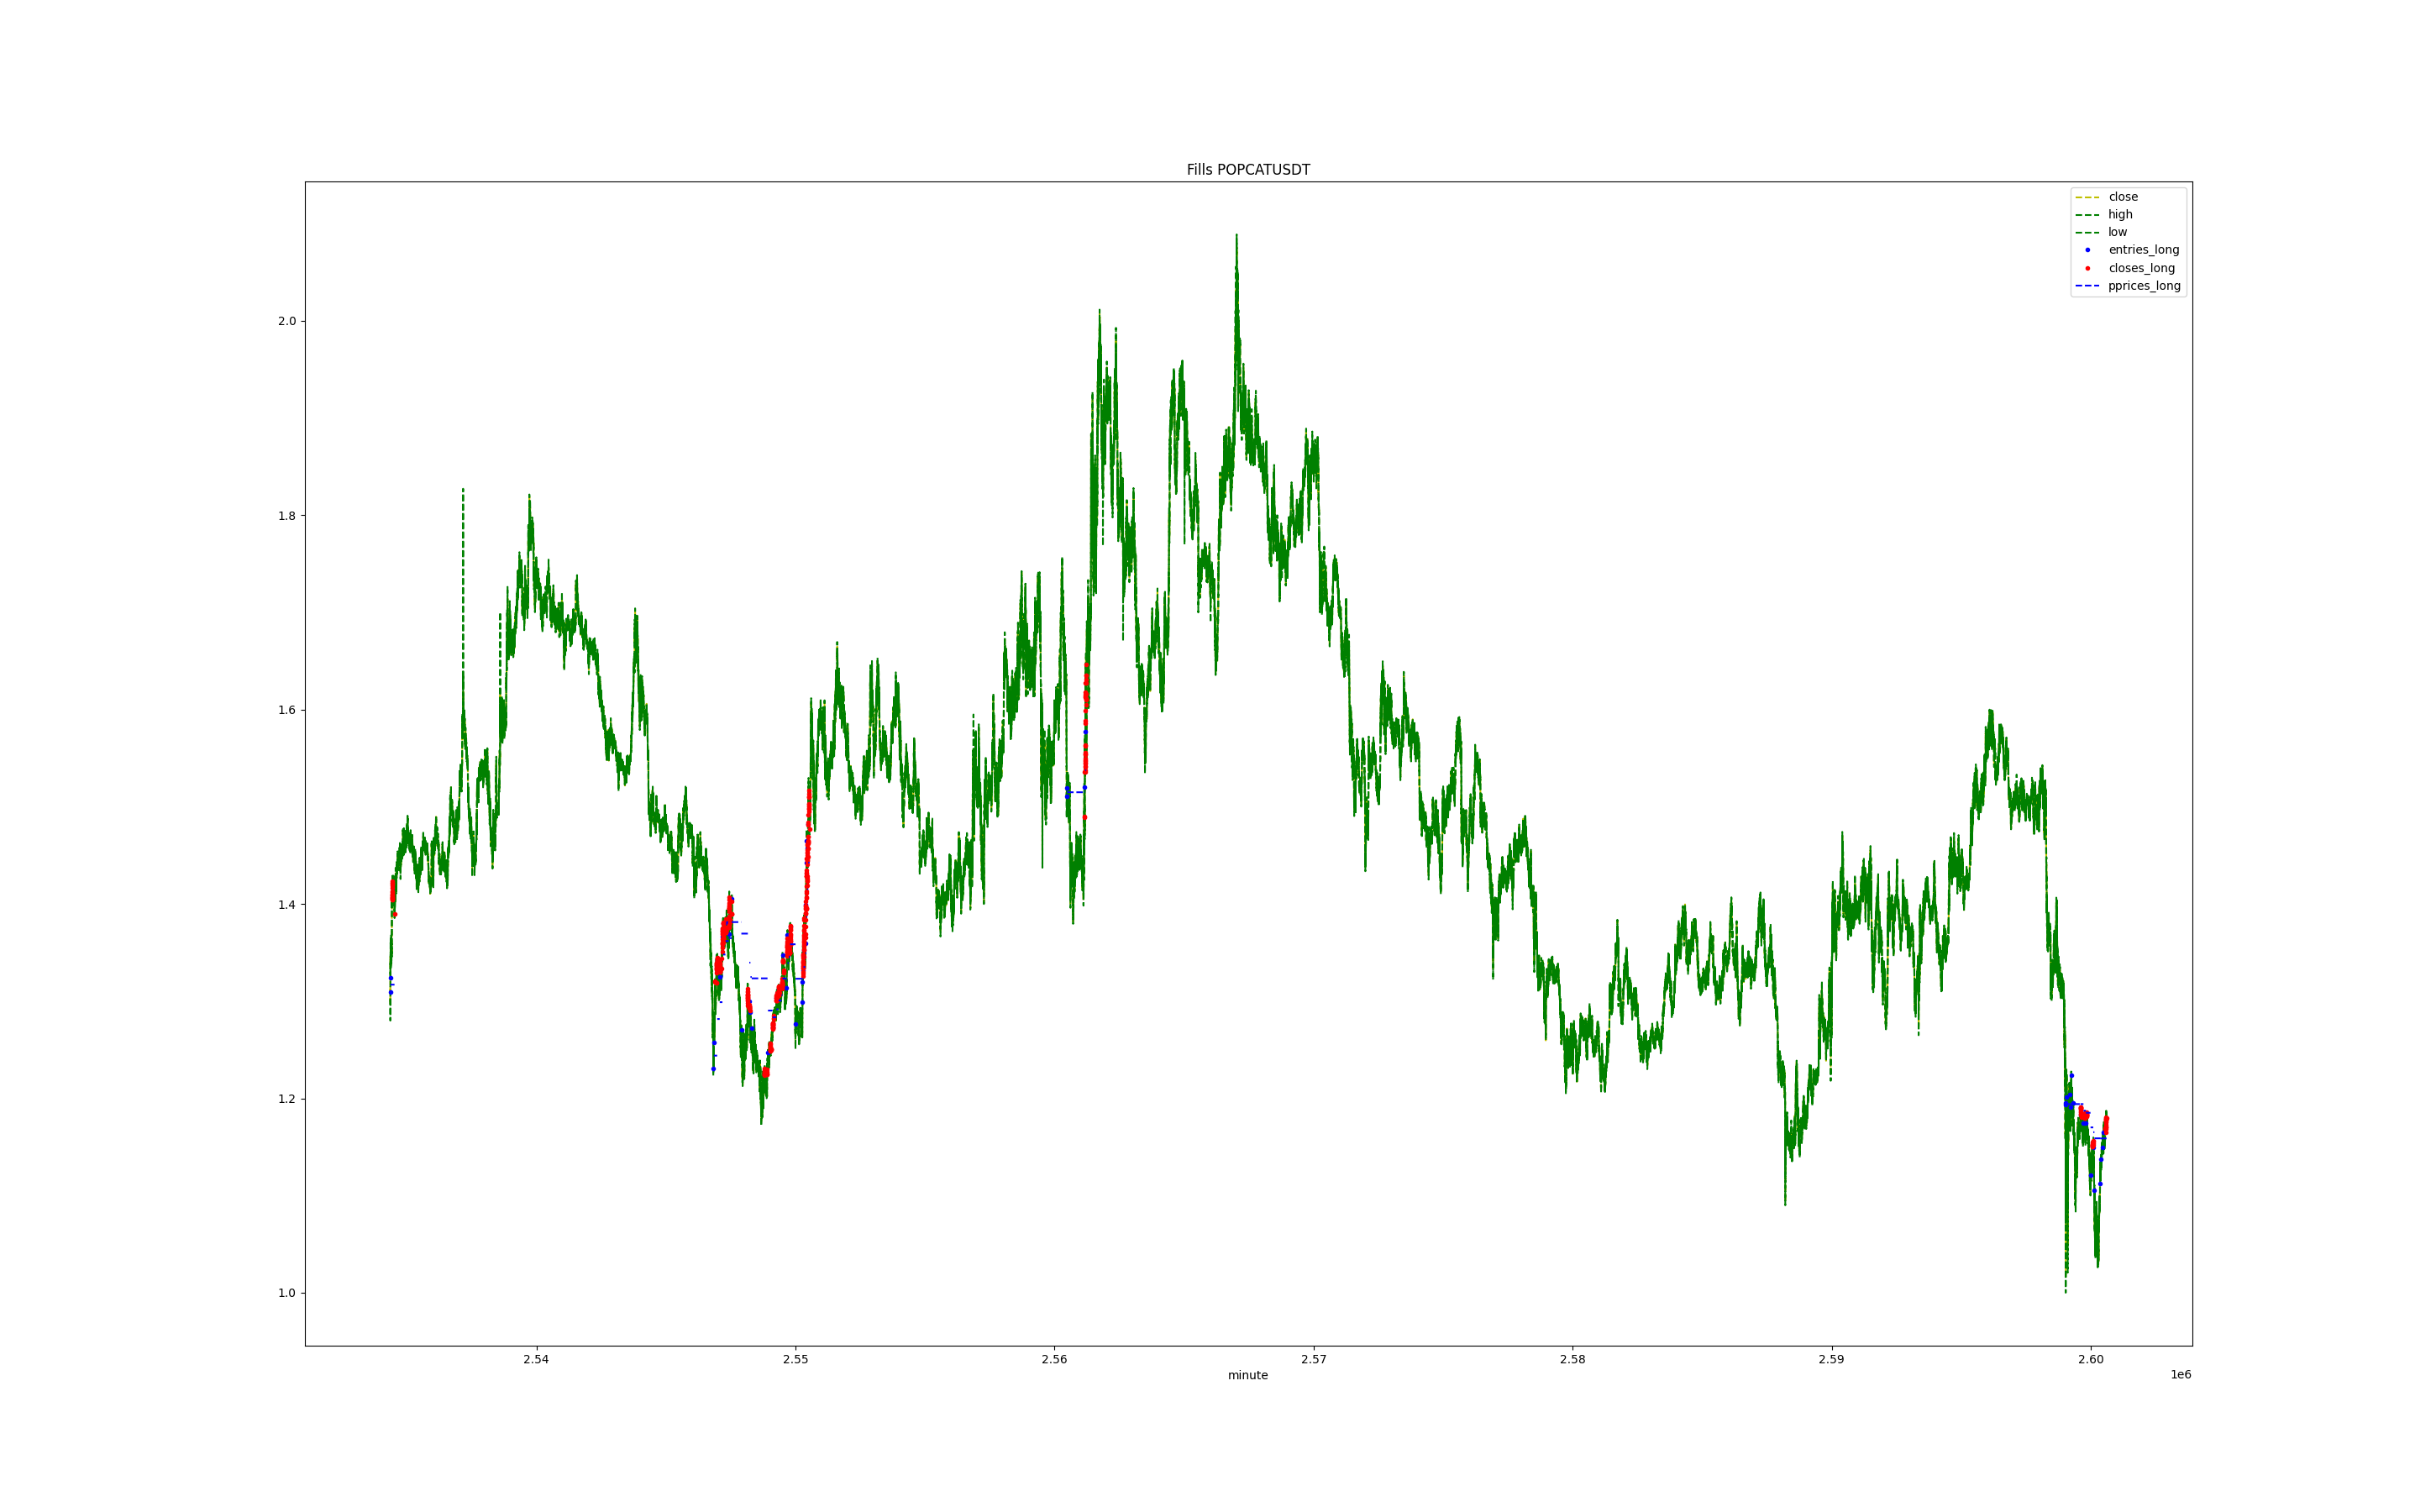 Fills POPCATUSDT
close
high
low
entries_long
closes_long
pprices_long
2.0
1.8
1.6
1.4
1.2
1.0
2.54 2.55 2.56 2.57 2.58 2.59 2.60
1e6
minute